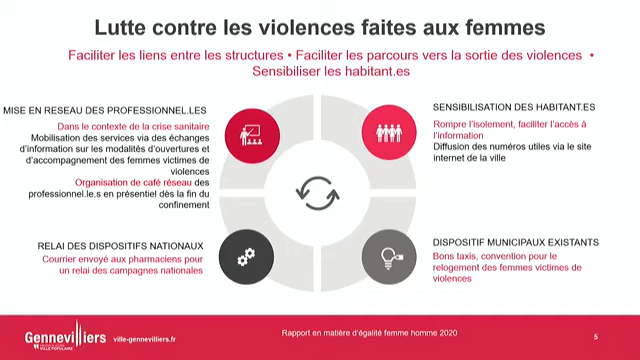 Lutte contre les violences faites aux femmes
Faciliter les liens entre les structures • Faciliter les parcours vers la sortie des violences •
Sensibiliser les habitant.es
MISE EN RESEAU DES PROFESSIONNEL.LES
Dans le contexte de la crise sanitaire
Mobilisation des services via des échanges
d'information sur les modalités d'ouvertures et
d'accompagnement des femmes victimes de
violences
Organisation de café réseau des
professionnel.le.s en présentiel dès la fin du
confinement
SENSIBILISATION DES HABITANT.ES
Rompre l'isolement, faciliter l'accès à
l'information
Diffusion des numéros utiles via le site
internet de la ville
RELAI DES DISPOSITIFS NATIONAUX
Courrier envoyé aux pharmaciens pour
un relai des campagnes nationales
DISPOSITIF MUNICIPAUX EXISTANTS
Bons taxis, convention pour le
relogement des femmes victimes de
violences
Gennevilliers
VILLE POPULAIRE
ville-gennevilliers.fr
Rapport en matière d'égalité femme homme 2020
5